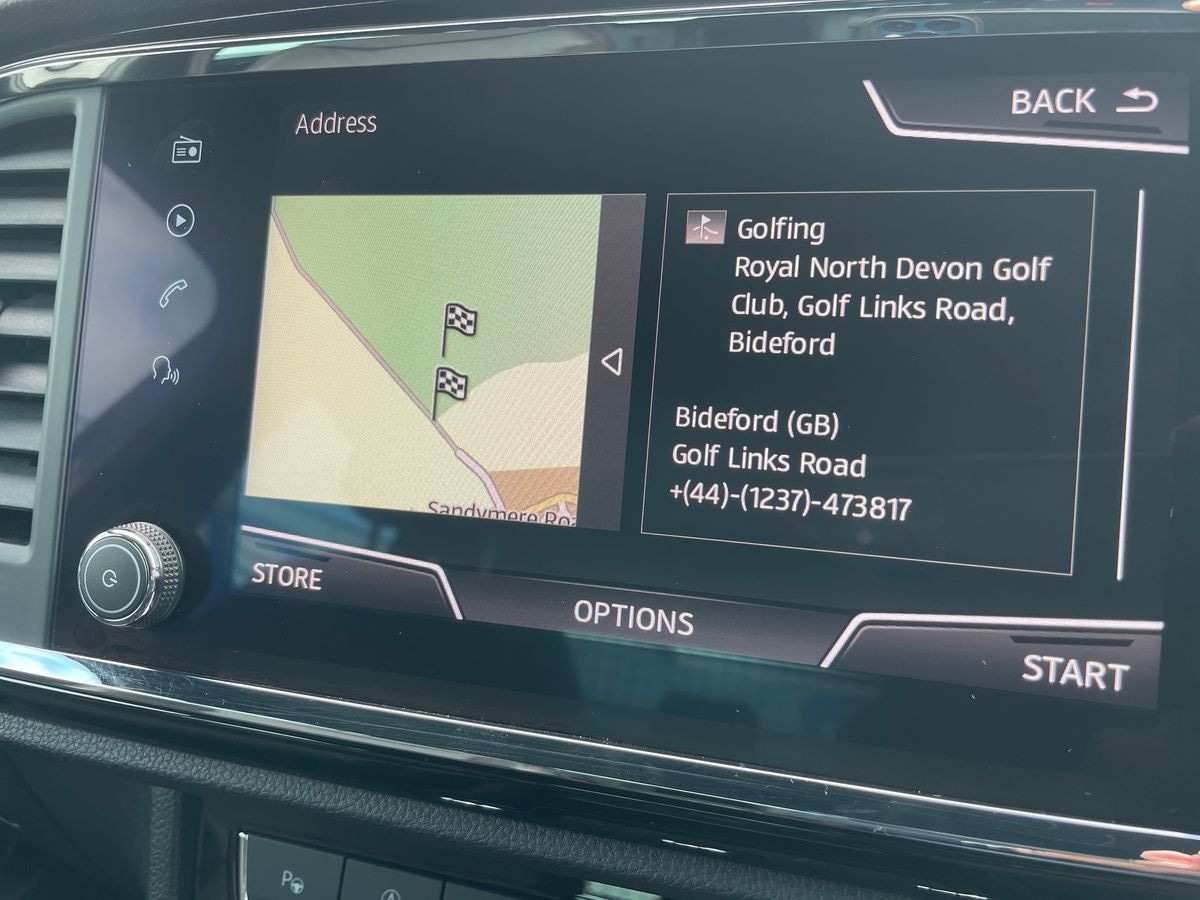 Address
BACK
Golfing
Royal North Devon Golf
Club, Golf Links Road,
Bideford
Bideford (GB)
Golf Links Road
+(44)-(1237)-473817
Sandymere
STORE
OPTIONS
START
P